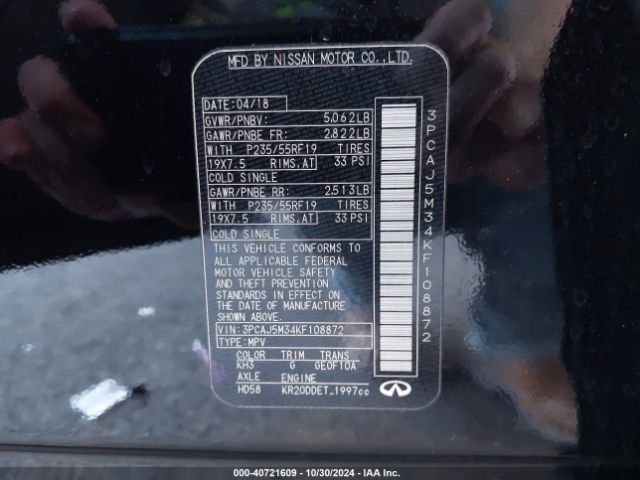 MFD BY NISSAN MOTOR CO.,LTD.
DATE: 04/18
GVWR/PNBV: 5,062LB
GAWR/PNBE FR: 2,822LB
WITH P235/55RF19 TIRES
19X7.5 RIMS.AT 33 PSI
COLD SINGLE
GAWR/PNBE RR: 2,513LB
WITH P235/55RF19 TIRES
19X7.5 RIMS.AT 33 PSI
COLD SINGLE
THIS VEHICLE CONFORMS TO
ALL APPLICABLE FEDERAL
MOTOR VEHICLE SAFETY
AND THEFT PREVENTION
STANDARDS IN EFFECT ON
THE DATE OF MANUFACTURE
SHOWN ABOVE.
VIN: 3PCAJ5M34KF108872
TYPE: MPV
COLOR TRIM TRANS
KH3 G GE0F10A
AXLE ENGINE
HD58 KR20DDET 1997cc
3PCAJ5M34KF108872
000-40721609 - 10/30/2024 - IAA Inc.